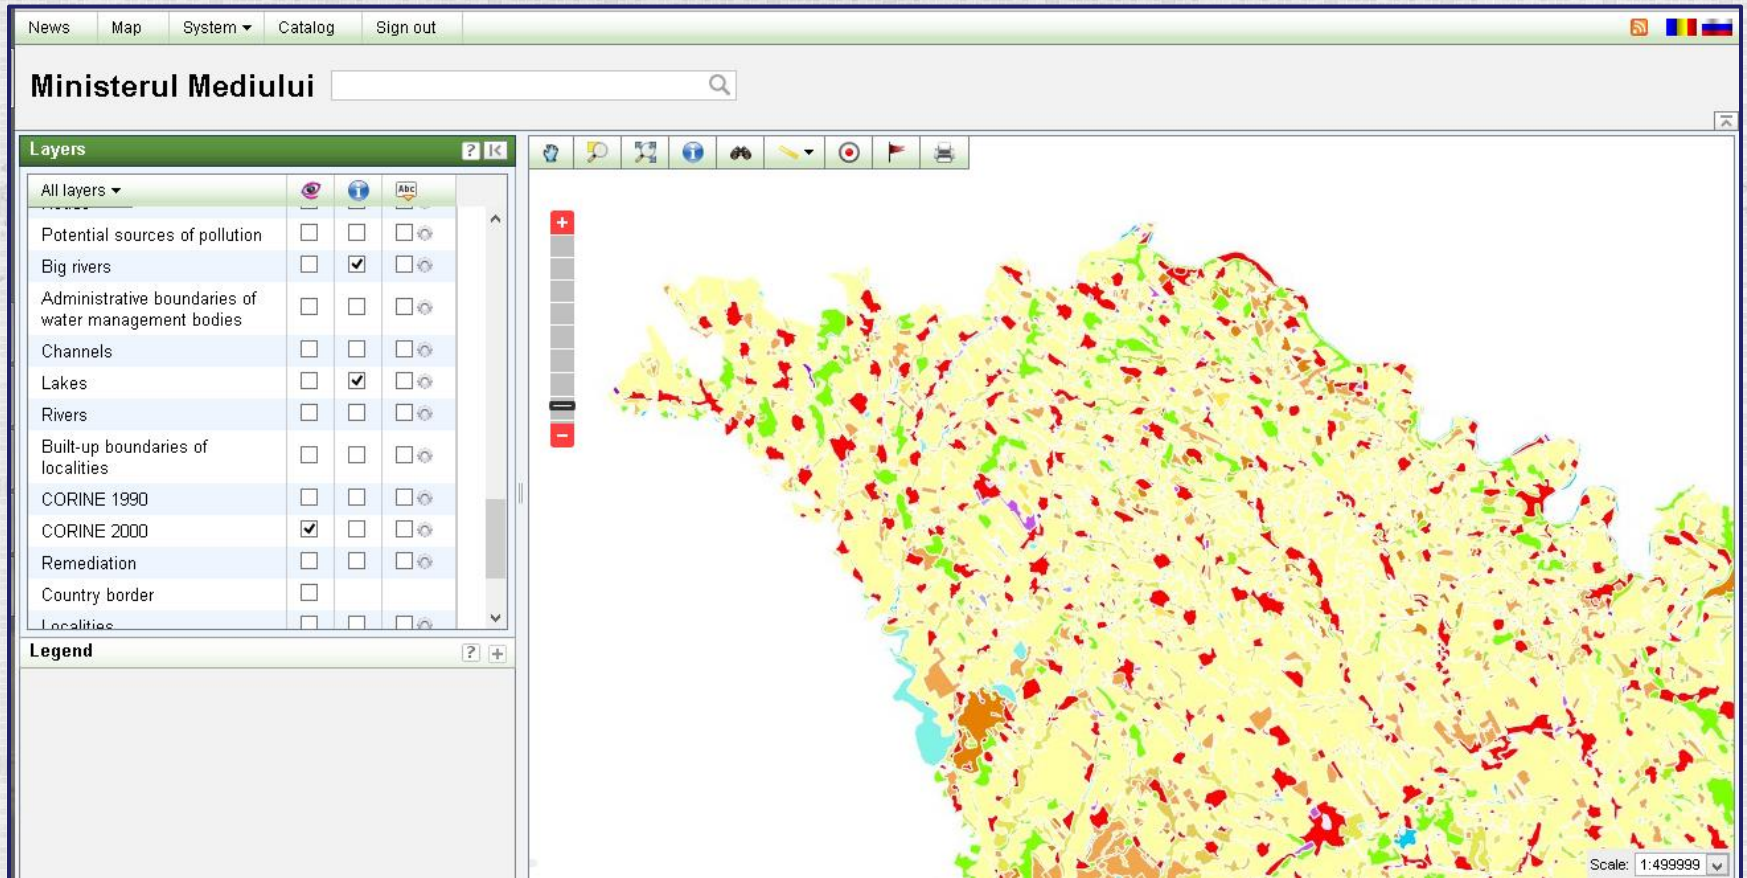 News Map System Catalog Sign out
Ministerul Mediului
Layers ?
All layers Abc
Potential sources of pollution
Big rivers
Administrative boundaries of
water management bodies
Channels
Lakes
Rivers
Built-up boundaries of
localities
CORINE 1990
CORINE 2000
Remediation
Country border
Localities
Legend ? +
+
-
Scale: 1:499999